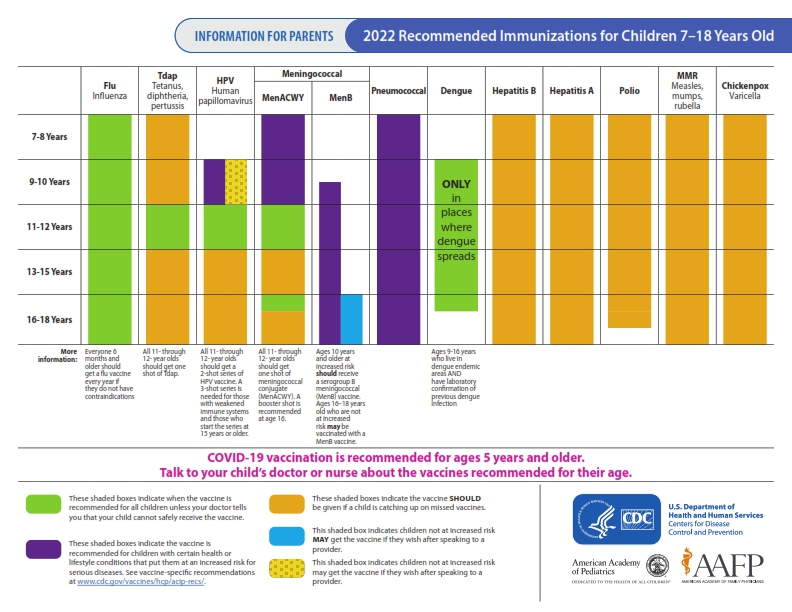 INFORMATION FOR PARENTS
2022 Recommended Immunizations for Children 7–18 Years Old
Flu
Influenza
Tdap
Tetanus,
diphtheria,
pertussis
HPV
Human
papillomavirus
Meningococcal
MenACWY
MenB
Pneumococcal
Dengue
Hepatitis B
Hepatitis A
Polio
MMR
Measles,
mumps,
rubella
Chickenpox
Varicella
7-8 Years
9-10 Years
11-12 Years
13-15 Years
16-18 Years
ONLY
in
places
where
dengue
spreads
More
information:
Everyone 6
months and
older should
get a flu vaccine
every year if
they do not have
contraindications
All 11- through
12- year olds
should get one
shot of Tdap.
All 11- through
12- year olds
should get a
2-shot series of
HPV vaccine. A
3-shot series is
needed for those
with weakened
immune systems
and those who
start the series at
15 years or older.
All 11- through
12- year olds
should get
one shot of
meningococcal
conjugate
(MenACWY). A
booster shot is
recommended
at age 16.
Ages 10 years
and older at
increased risk
should receive
a serogroup B
meningococcal
(MenB) vaccine.
Ages 16–18 years
old who are not
at increased
risk may be
vaccinated with a
MenB vaccine.
Ages 9-16 years
who live in
dengue endemic
areas AND
have laboratory
confirmation of
previous dengue
infection
COVID-19 vaccination is recommended for ages 5 years and older.
Talk to your child's doctor or nurse about the vaccines recommended for their age.
These shaded boxes indicate when the vaccine is
recommended for all children unless your doctor tells
you that your child cannot safely receive the vaccine.
These shaded boxes indicate the vaccine is
recommended for children with certain health or
lifestyle conditions that put them at an increased risk for
serious diseases. See vaccine-specific recommendations
at www.cdc.gov/vaccines/hcp/acip-recs/.
These shaded boxes indicate the vaccine SHOULD
be given if a child is catching up on missed vaccines.
This shaded box indicates children not at increased risk
MAY get the vaccine if they wish after speaking to a
provider.
This shaded box indicates children not at increased risk
may get the vaccine if they wish after speaking to a
provider.
CDC
U.S. Department of
Health and Human Services
Centers for Disease
Control and Prevention
American Academy
of Pediatrics
DEDICATED TO THE HEALTH OF ALL CHILDREN®
AAFP
AMERICAN ACADEMY OF FAMILY PHYSICIANS